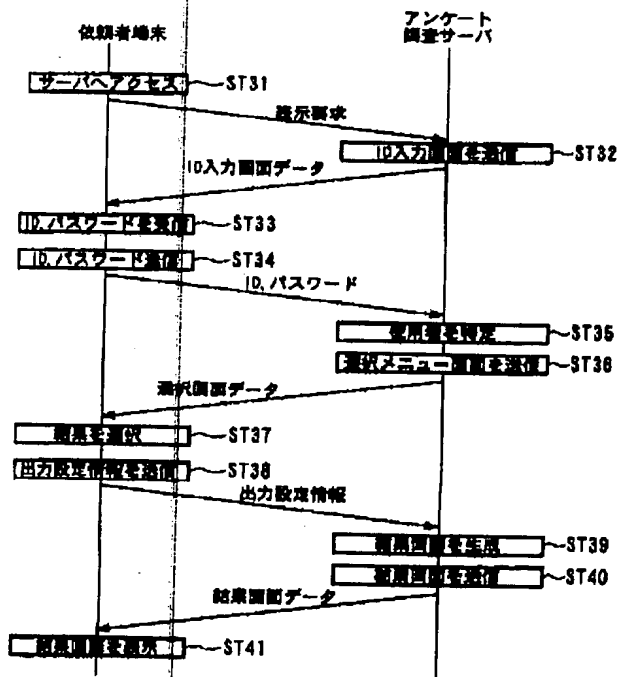 依頼者端末
アンケート
調査サーバ
サーバへアクセス
ST31
表示要求
ID入力画面を送信
ST32
ID入力画面データ
ID,パスワードを
ST33
ID,パスワード送信
ST34
ID,パスワード
使用者を特定
ST35
選択メニュー画面を送信
ST36
選択画面データ
結果を選択
ST37
出力設定情報を送信
ST38
出力設定情報
結果画面を生成
ST39
結果画面を送信
ST40
結果画面データ
結果画面を表示
ST41